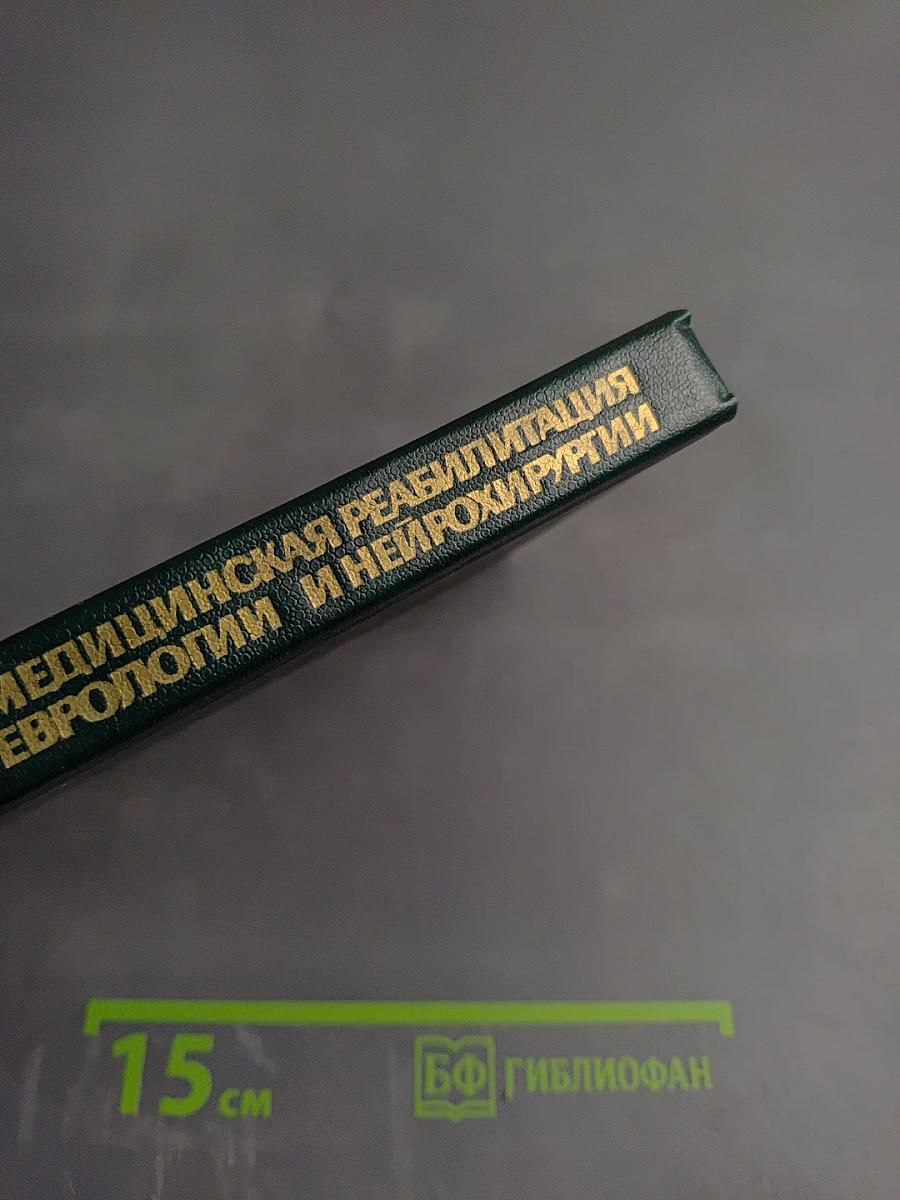 МЕДИЦИНСКАЯ РЕАБИЛИТАЦИЯ
ЕВРОЛОГИИ И НЕЙРОХИРУРГИИ
15 см
БФ ГИБЛИОФАН